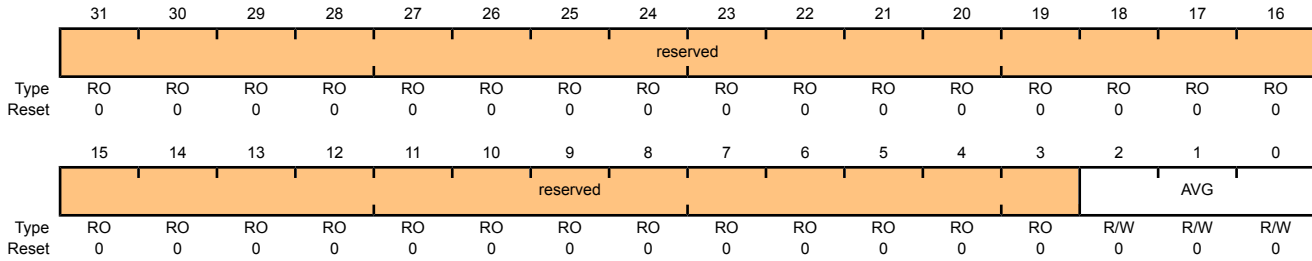 31 30 29 28 27 26 25 24 23 22 21 20 19 18 17 16
reserved
Type RO RO RO RO RO RO RO RO RO RO RO RO RO RO RO RO
Reset 0 0 0 0 0 0 0 0 0 0 0 0 0 0 0 0
15 14 13 12 11 10 9 8 7 6 5 4 3 2 1 0
reserved AVG
Type RO RO RO RO RO RO RO RO RO RO RO RO RO R/W R/W R/W
Reset 0 0 0 0 0 0 0 0 0 0 0 0 0 0 0 0